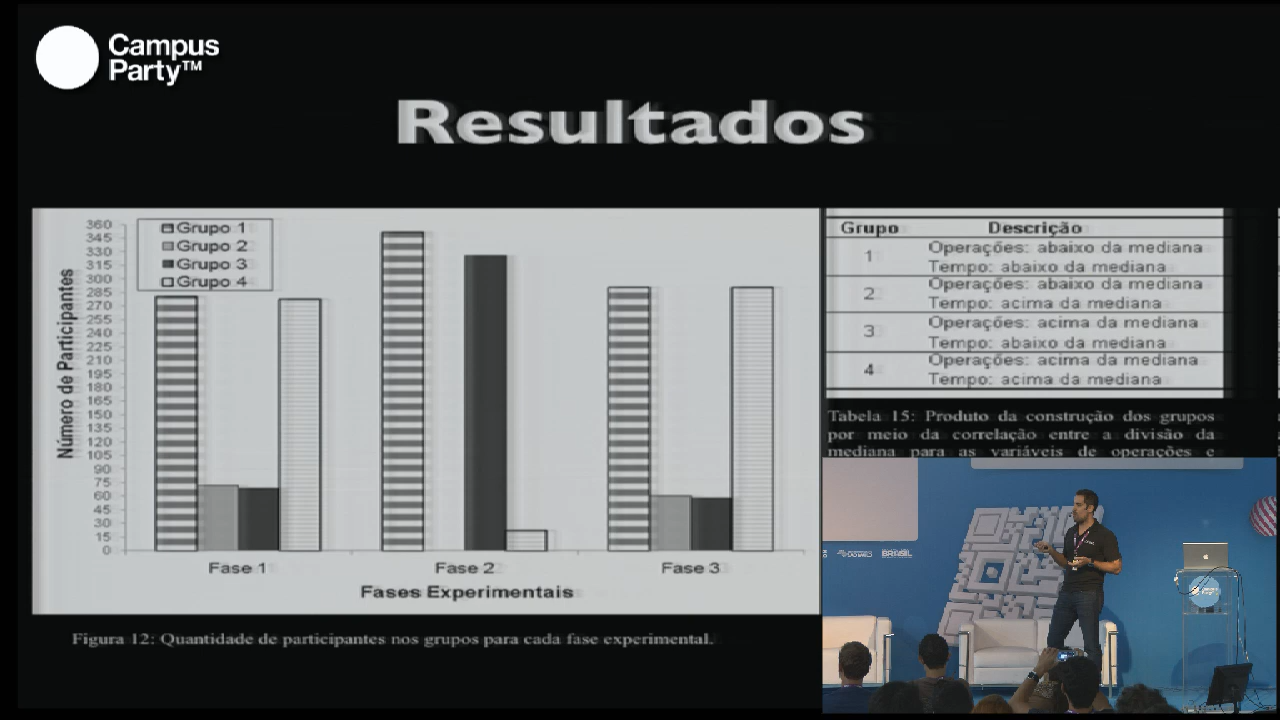 Campus
Party™
Resultados
360
345
330
315
300
285
270
255
240
225
210
195
180
165
150
135
120
105
90
75
60
45
30
15
0
Número de Participantes
Grupo 1
Grupo 2
Grupo 3
Grupo 4
Fase 1
Fase 2
Fase 3
Fases Experimentais
Figura 12: Quantidade de participantes nos grupos para cada fase experimental.
Grupo Descrição
1 Operações: abaixo da mediana
Tempo: abaixo da mediana
2 Operações: abaixo da mediana
Tempo: acima da mediana
3 Operações: acima da mediana
Tempo: abaixo da mediana
4 Operações: acima da mediana
Tempo: acima da mediana
Tabela 15: Produto da construção dos grupos
por meio da correlação entre a divisão da
mediana para as variáveis de operações e
BRASIL